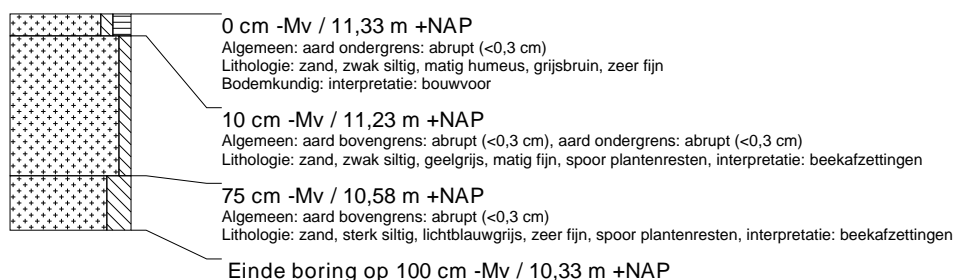 0 cm -Mv / 11,33 m +NAP
Algemeen: aard ondergrens: abrupt (<0,3 cm)
Lithologie: zand, zwak siltig, matig humeus, grijsbruin, zeer fijn
Bodemkundig: interpretatie: bouwvoor
10 cm -Mv / 11,23 m +NAP
Algemeen: aard bovengrens: abrupt (<0,3 cm), aard ondergrens: abrupt (<0,3 cm)
Lithologie: zand, zwak siltig, geelgrijs, matig fijn, spoor plantenresten, interpretatie: beekafzettingen
75 cm -Mv / 10,58 m +NAP
Algemeen: aard bovengrens: abrupt (<0,3 cm)
Lithologie: zand, sterk siltig, lichtblauwgrijs, zeer fijn, spoor plantenresten, interpretatie: beekafzettingen
Einde boring op 100 cm -Mv / 10,33 m +NAP